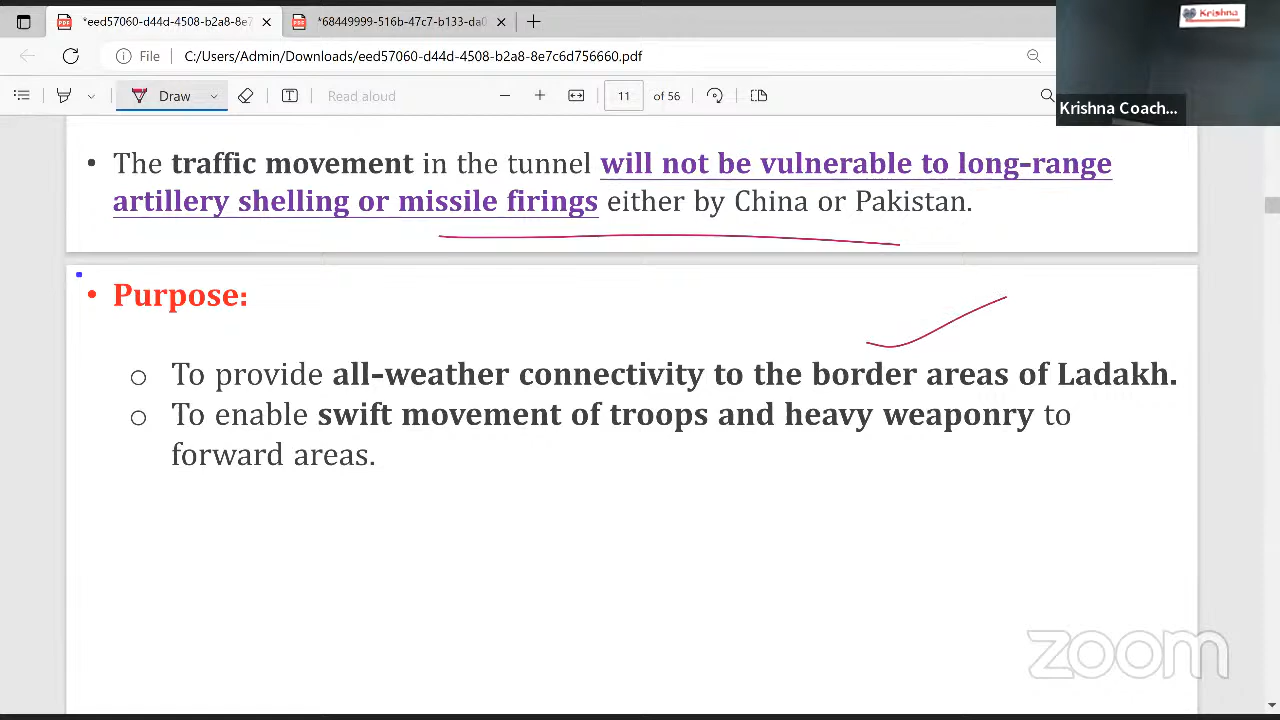 *eed57060-d44d-4508-b2a8-8e7
*68449999-516b-47c7-b133-d
Krishna
File
C:/Users/Admin/Downloads/eed57060-d44d-4508-b2a8-8e7c6d756660.pdf
Draw
Read aloud
11 of 56
Krishna Coach...
• The traffic movement in the tunnel will not be vulnerable to long-range
artillery shelling or missile firings either by China or Pakistan.
• Purpose:
o To provide all-weather connectivity to the border areas of Ladakh.
o To enable swift movement of troops and heavy weaponry to
forward areas.
zoom